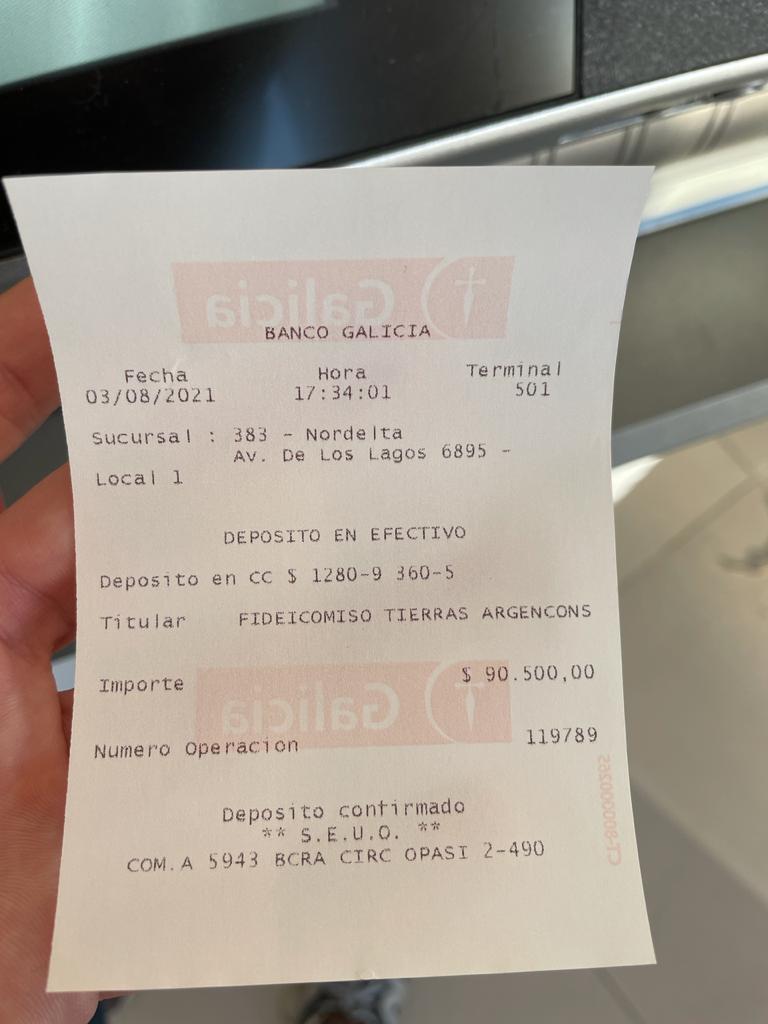 Galicia
BANCO GALICIA
Fecha Hora Terminal
03/08/2021 17:34:01 501
Sucursal : 383 - Nordelta
Av. De Los Lagos 6895 -
Local 1
DEPOSITO EN EFECTIVO
Deposito en CC $ 1280-9 360-5
Titular FIDEICOMISO TIERRAS ARGENCONS
Importe $ 90.500,00
Galicia
Numero Operacion 119789
Deposito confirmado
** S.E.U.O. **
COM.A 5943 BCRA CIRC OPASI 2-490
CT-800000265